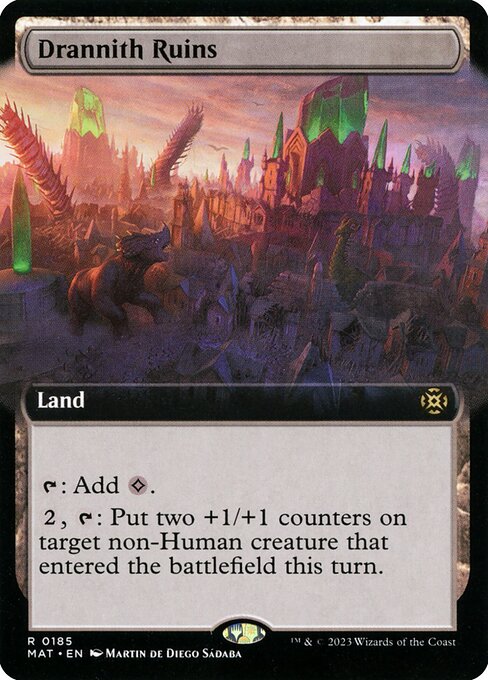 Drannith Ruins
Land
: Add .
2, : Put two +1/+1 counters on
target non-Human creature that
entered the battlefield this turn.
R 0185
MAT • EN Martin de Diego Sádaba
™ & © 2023 Wizards of the Coast